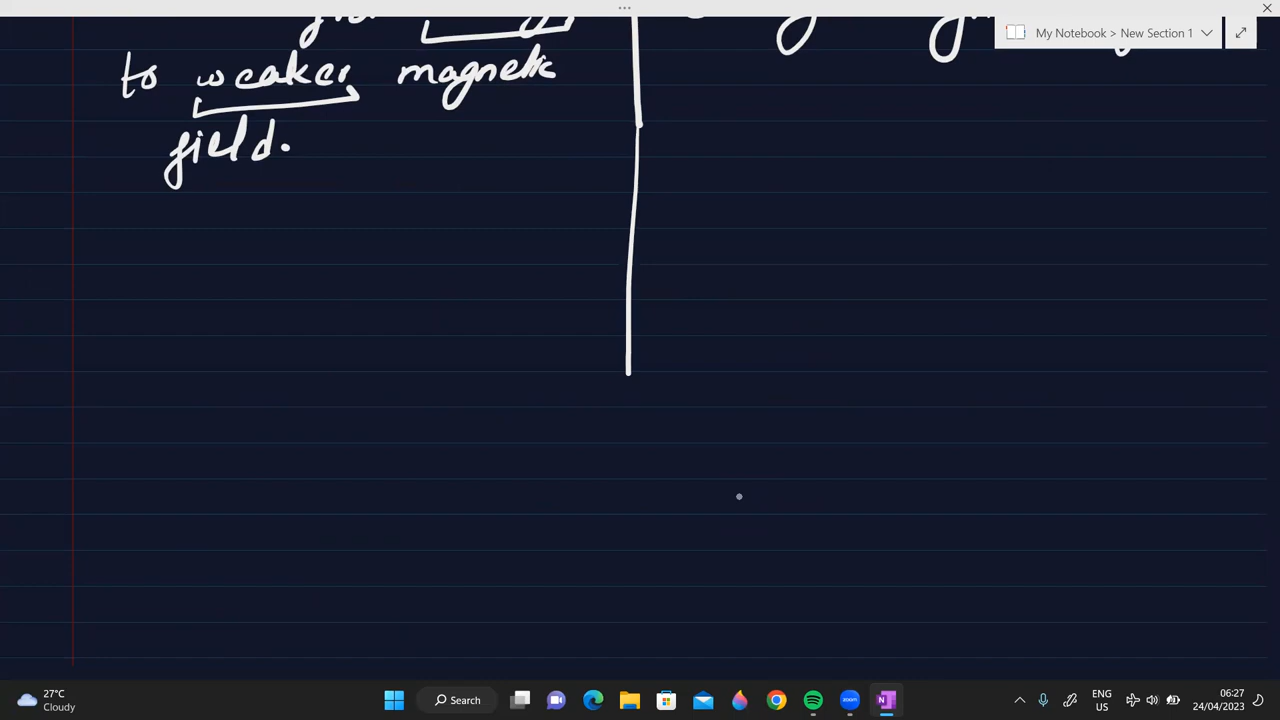 to weaker magnetic
field.
My Notebook > New Section 1
27°C
Cloudy
Search
zoom
ENG
US
06:27
24/04/2023